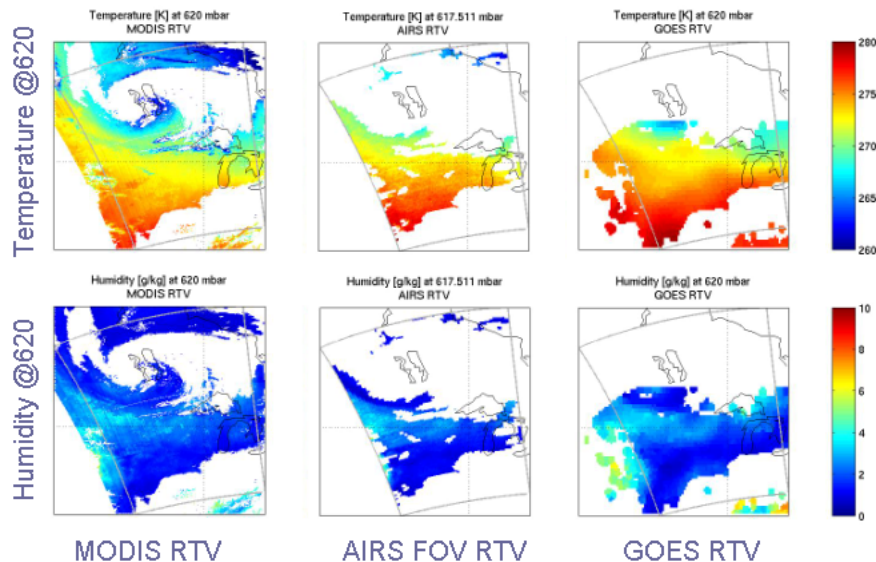 Temperature @620
Temperature [K] at 620 mbar
MODIS RTV
Temperature [K] at 617.511 mbar
AIRS RTV
Temperature [K] at 620 mbar
GOES RTV
280
275
270
265
260
Humidity @620
Humidity [g/kg] at 620 mbar
MODIS RTV
Humidity [g/kg] at 617.511 mbar
AIRS RTV
Humidity [g/kg] at 620 mbar
GOES RTV
10
8
6
4
2
0
MODIS RTV
AIRS FOV RTV
GOES RTV